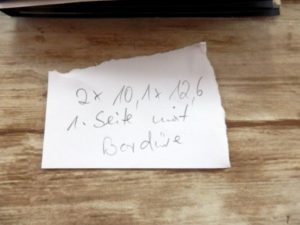 2x 10,1x 12,6
1. Seite mit
Bordüre